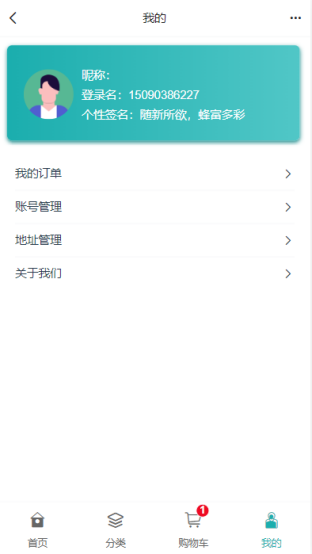 我的
昵称：
登录名：15090386227
个性签名：随新所欲，蜂富多彩
我的订单
账号管理
地址管理
关于我们
1
首页
分类
购物车
我的